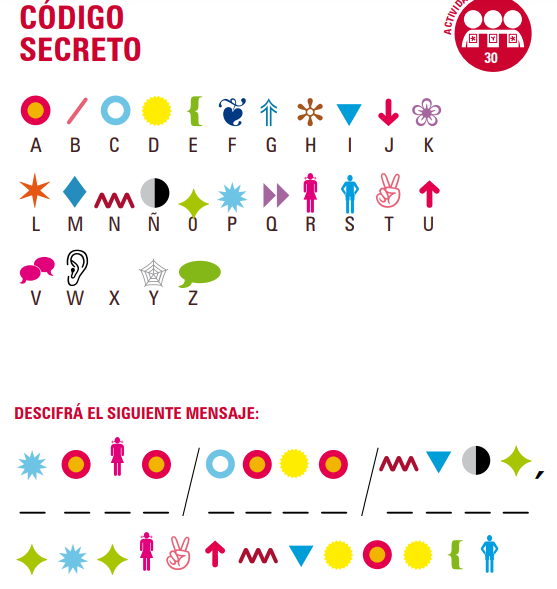 CÓDIGO
SECRETO
ACTIVIDAD
30
A B C D E F G H I J K
L M N Ñ O P Q R S T U
V W X Y Z
DESCIFRÁ EL SIGUIENTE MENSAJE:
/ / ,